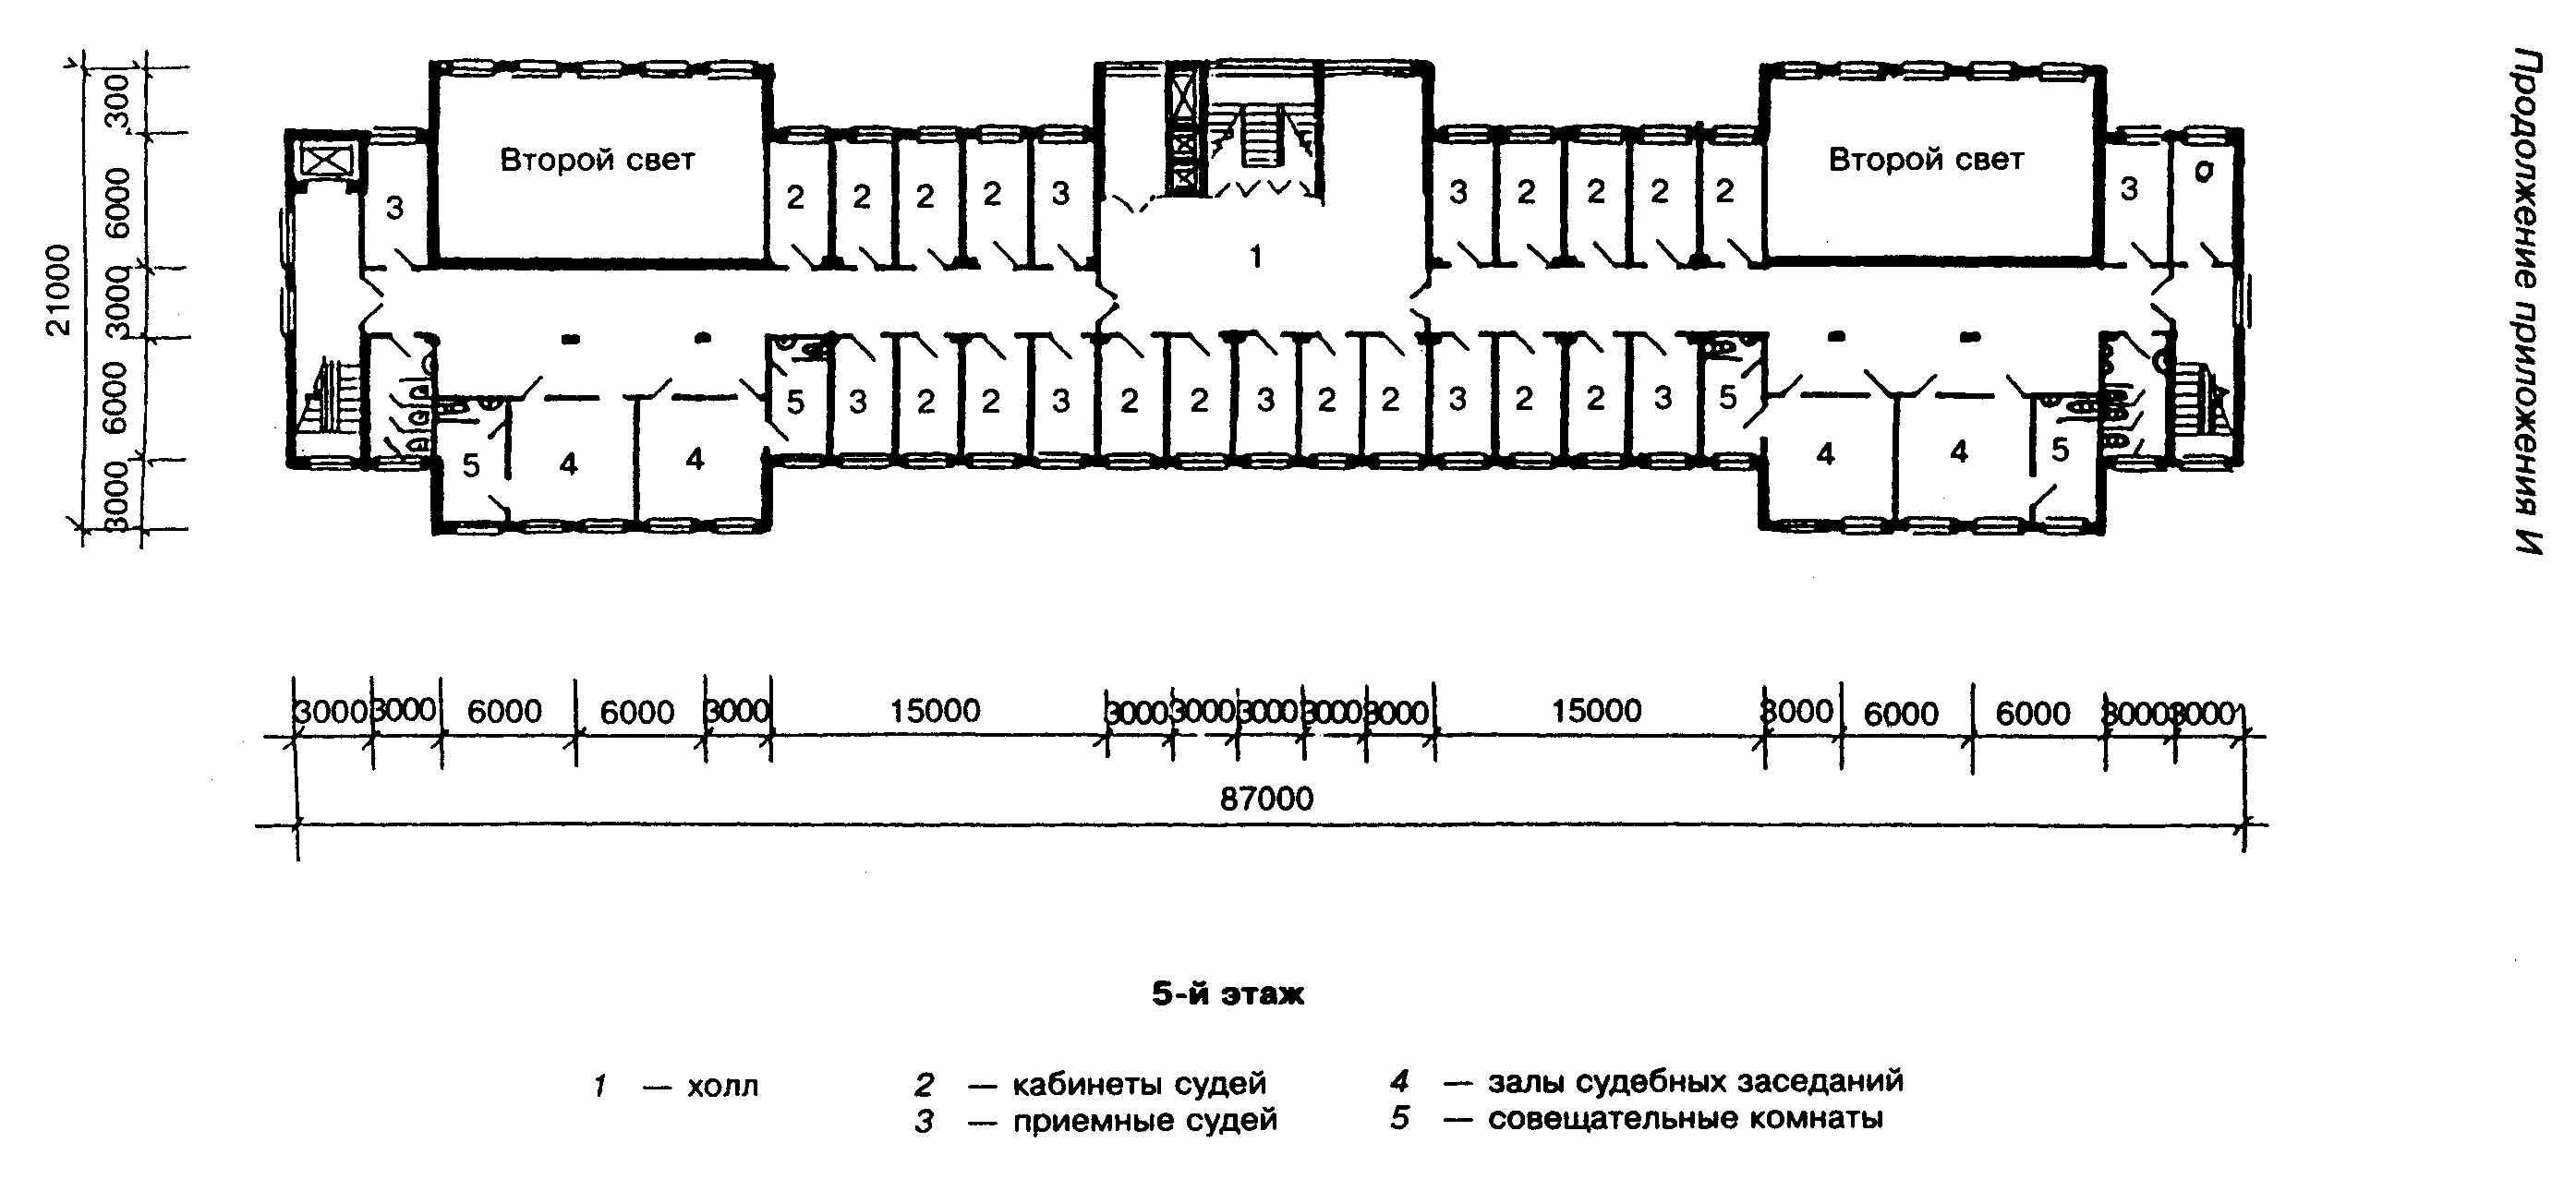 Продолжение приложения И
300
6000
3000
6000
3000
21000
Второй свет
Второй свет
3
2 2 2 2 3
3 2 2 2 2
3
1
5 3 2 2 3 2 2 3 2 2 3 2 2 3 5
5 4 4
4 4 5
3000 3000 6000 6000 3000 15000 3000 3000 3000 3000 3000 15000 3000 6000 6000 3000 3000
87000
5-й этаж
1 — холл
2 — кабинеты судей
3 — приемные судей
4 — залы судебных заседаний
5 — совещательные комнаты